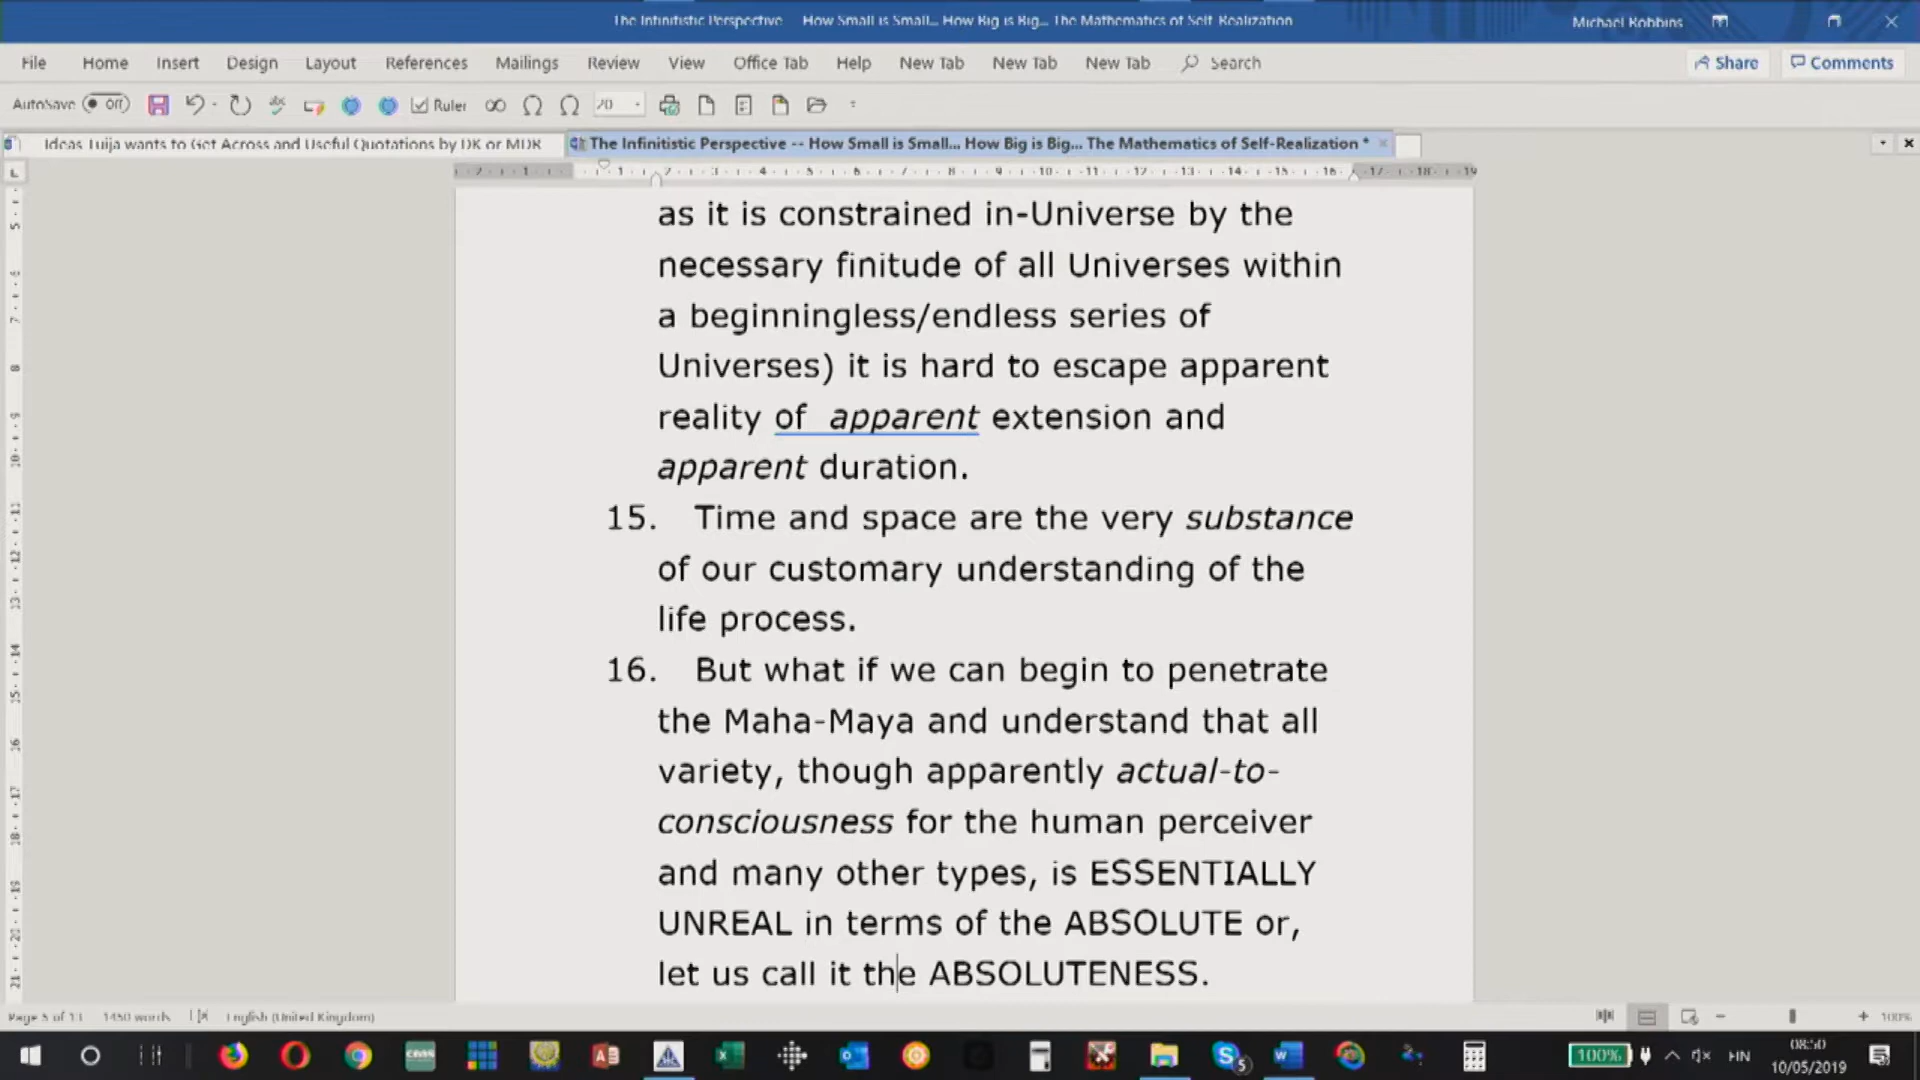 The Infinitistic Perspective How Small is Small... How Big is Big... The Mathematics of Self-Realization
Michael Robbins
File Home Insert Design Layout References Mailings Review View Office Tab Help New Tab New Tab New Tab Search
Share Comments
AutoSave Off Ruler 20
Ideas Tuija wants to Get Across and Useful Quotations by DK or MDR
The Infinitistic Perspective -- How Small is Small... How Big is Big... The Mathematics of Self-Realization *
as it is constrained in-Universe by the
necessary finitude of all Universes within
a beginningless/endless series of
Universes) it is hard to escape apparent
reality of apparent extension and
apparent duration.
15. Time and space are the very substance
of our customary understanding of the
life process.
16. But what if we can begin to penetrate
the Maha-Maya and understand that all
variety, though apparently actual-to-
consciousness for the human perceiver
and many other types, is ESSENTIALLY
UNREAL in terms of the ABSOLUTE or,
let us call it the ABSOLUTENESS.
Page 5 of 13 1450 words English (United Kingdom)
100%
100%
08:50
10/05/2019